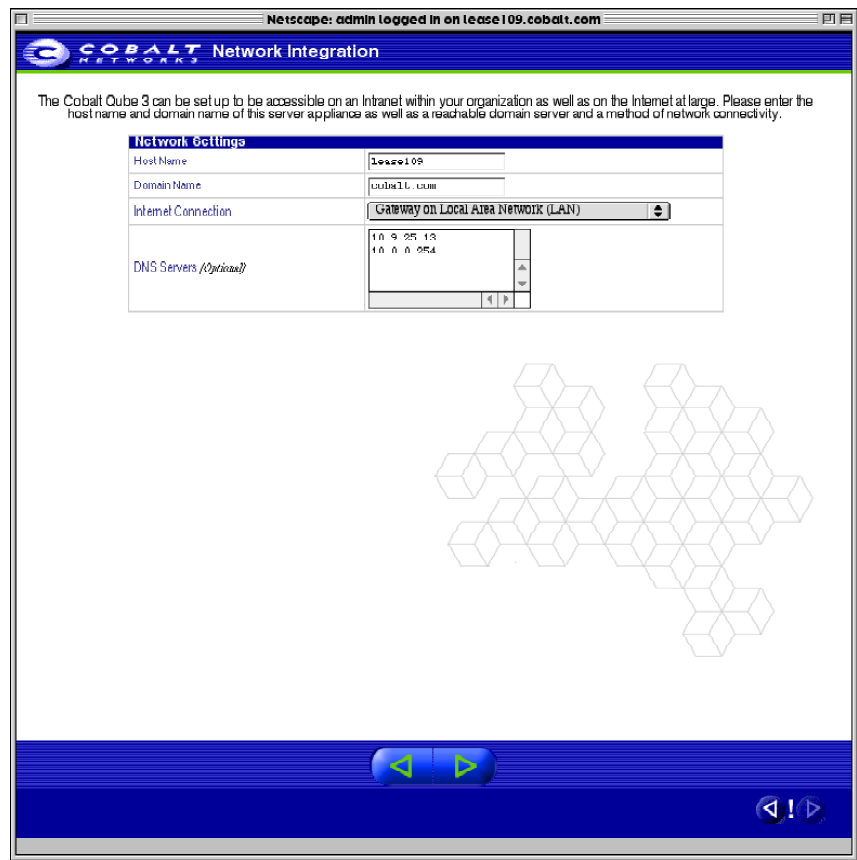 Netscape: admin logged in on lease109.cobalt.com
COBALT NETWORKS Network Integration
The Cobalt Qube 3 can be set up to be accessible on an Intranet within your organization as well as on the Internet at large. Please enter the
host name and domain name of this server appliance as well as a reachable domain server and a method of network connectivity.
Network Settings
Host Name lease109
Domain Name cobalt.com
Internet Connection Gateway on Local Area Network (LAN)
10.9.25.13
10.0.0.254
DNS Servers (Optional)
!